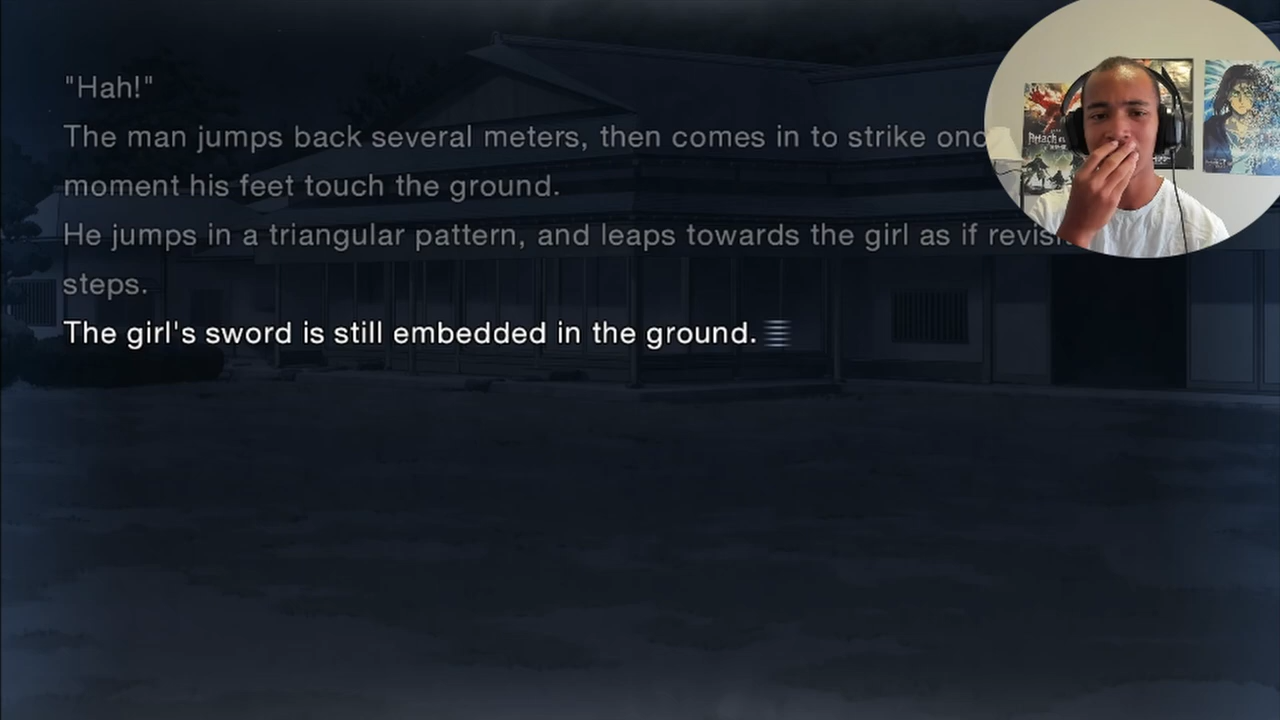 "Hah!"
The man jumps back several meters, then comes in to strike
moment his feet touch the ground.
He jumps in a triangular pattern, and leaps towards the girl as if
steps.
The girl's sword is still embedded in the ground.
Attack